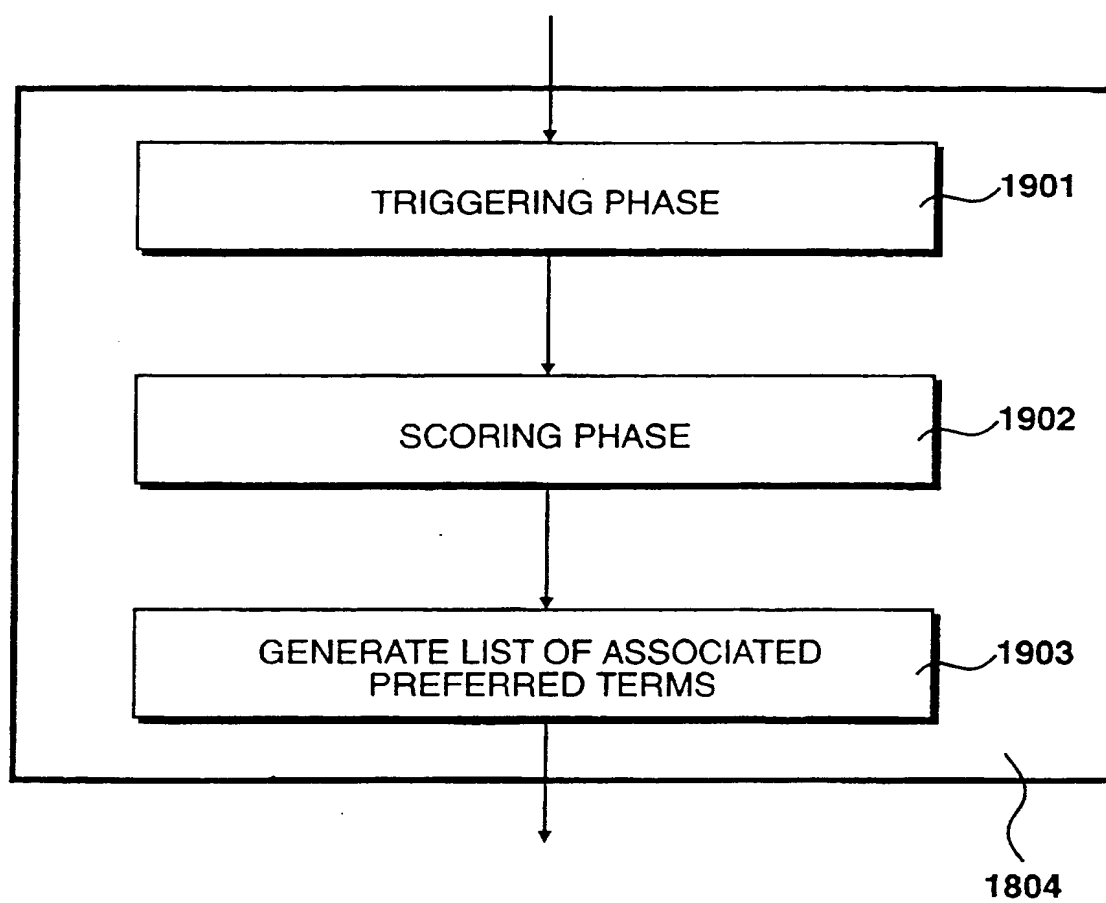 TRIGGERING PHASE
1901
SCORING PHASE
1902
GENERATE LIST OF ASSOCIATED
PREFERRED TERMS
1903
1804